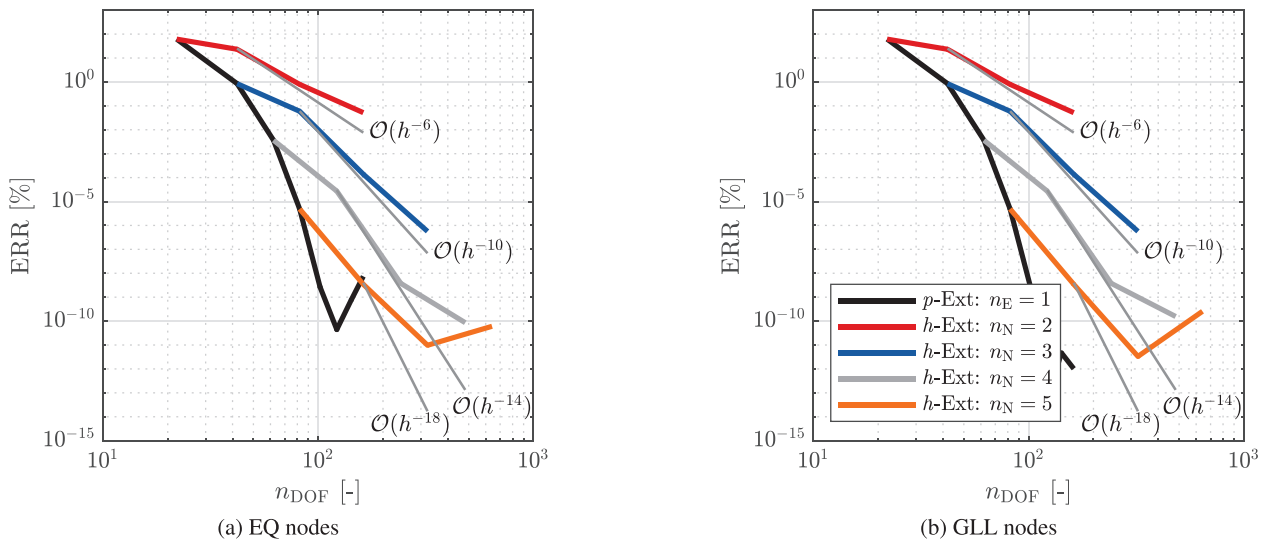 ERR [%]
10^0
10^{-5}
10^{-10}
10^{-15}
10^1
10^2
10^3
n_DOF [-]
𝒪(h^{-6})
𝒪(h^{-10})
𝒪(h^{-14})
𝒪(h^{-18})
(a) EQ nodes
ERR [%]
10^0
10^{-5}
10^{-10}
10^{-15}
10^1
10^2
10^3
n_DOF [-]
𝒪(h^{-6})
𝒪(h^{-10})
p-Ext: n_E = 1
h-Ext: n_N = 2
h-Ext: n_N = 3
h-Ext: n_N = 4
h-Ext: n_N = 5
𝒪(h^{-14})
𝒪(h^{-18})
(b) GLL nodes